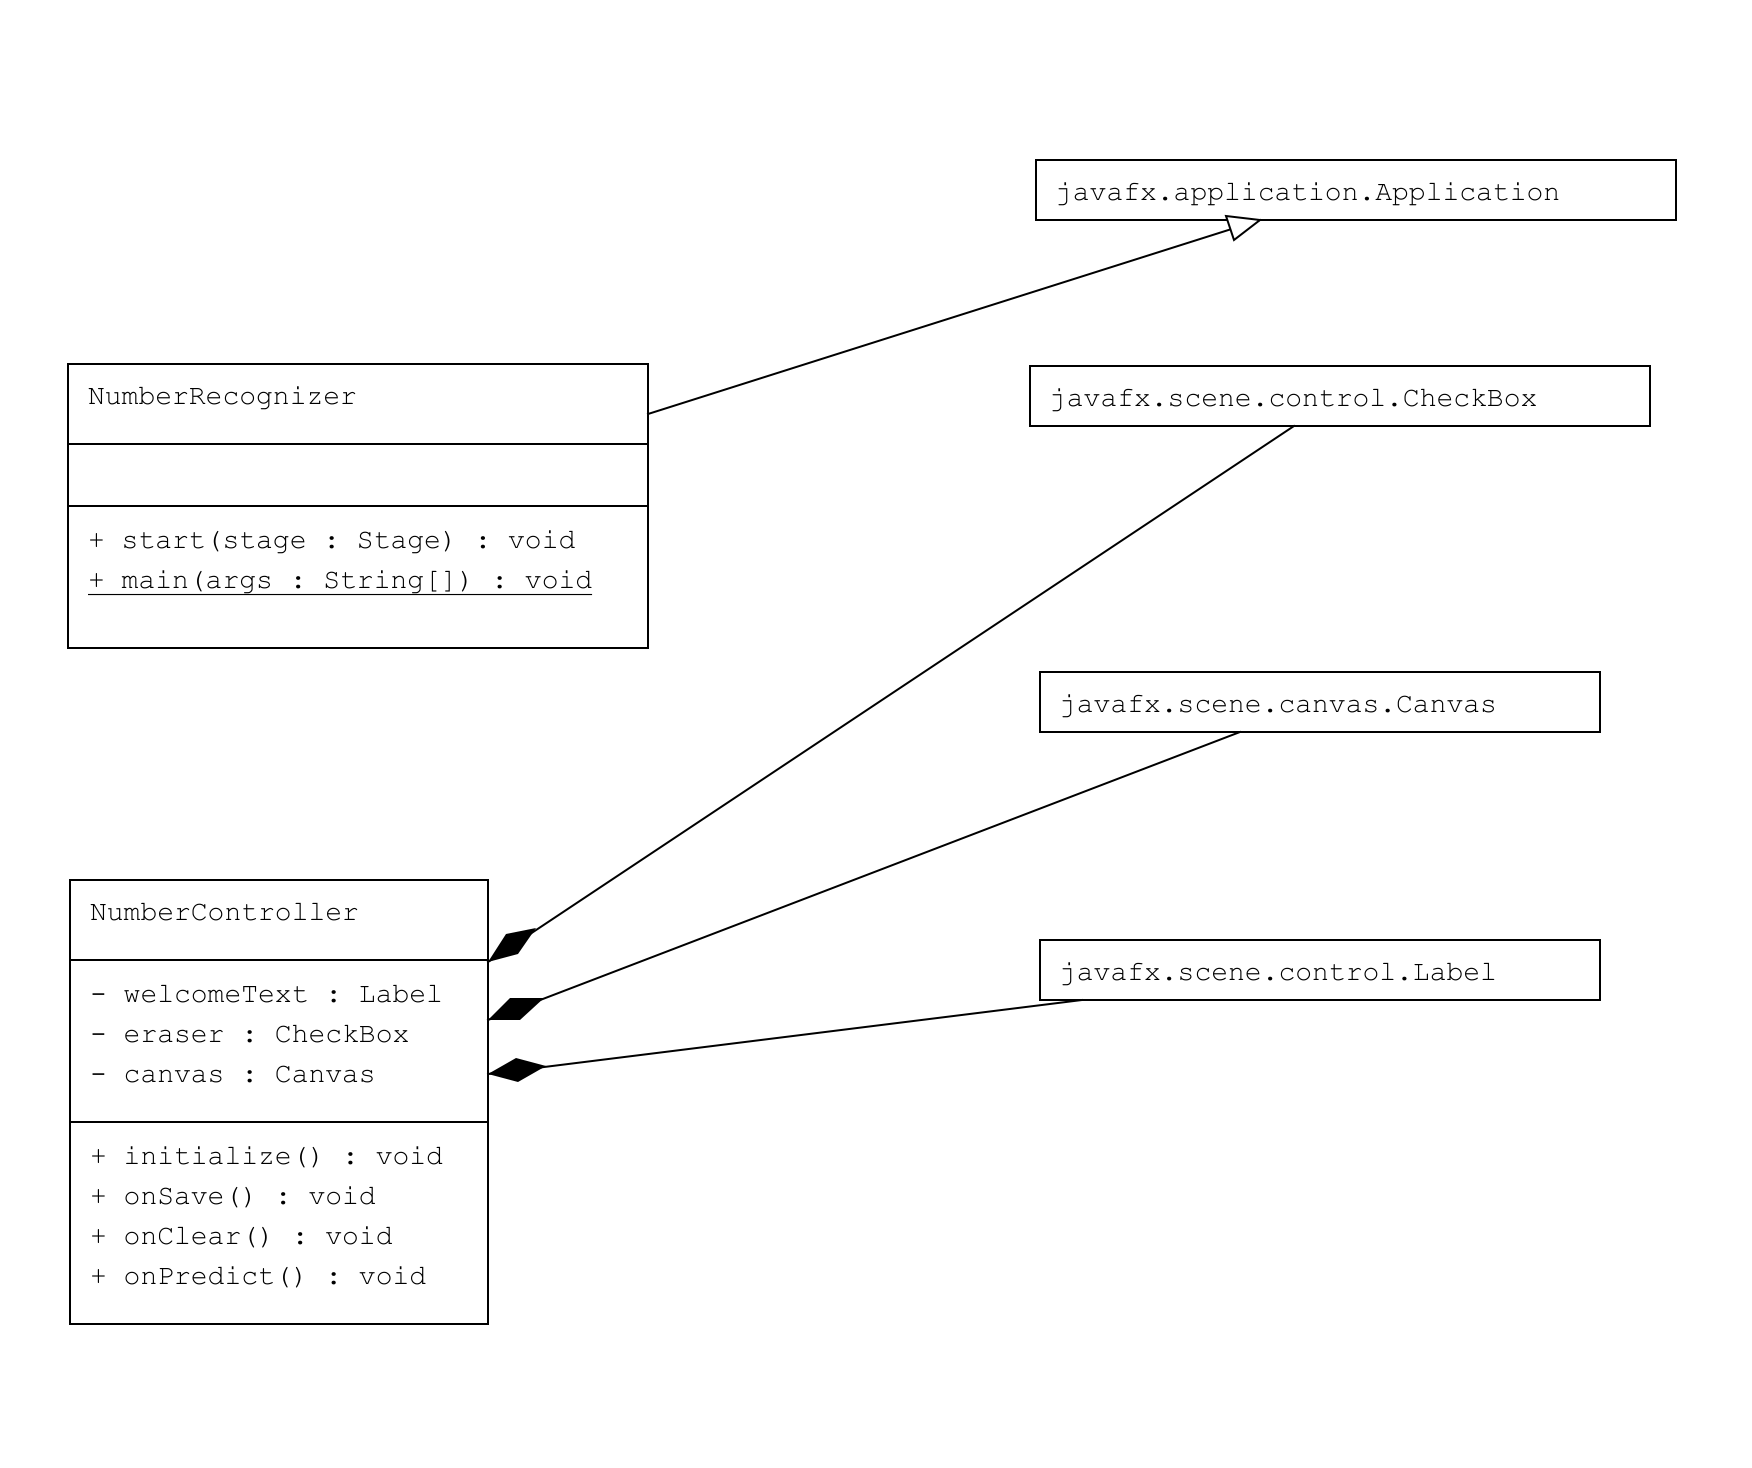 javafx.application.Application
NumberRecognizer
+ start(stage : Stage) : void
+ main(args : String[]) : void
javafx.scene.control.CheckBox
javafx.scene.canvas.Canvas
NumberController
- welcomeText : Label
- eraser : CheckBox
- canvas : Canvas
+ initialize() : void
+ onSave() : void
+ onClear() : void
+ onPredict() : void
javafx.scene.control.Label